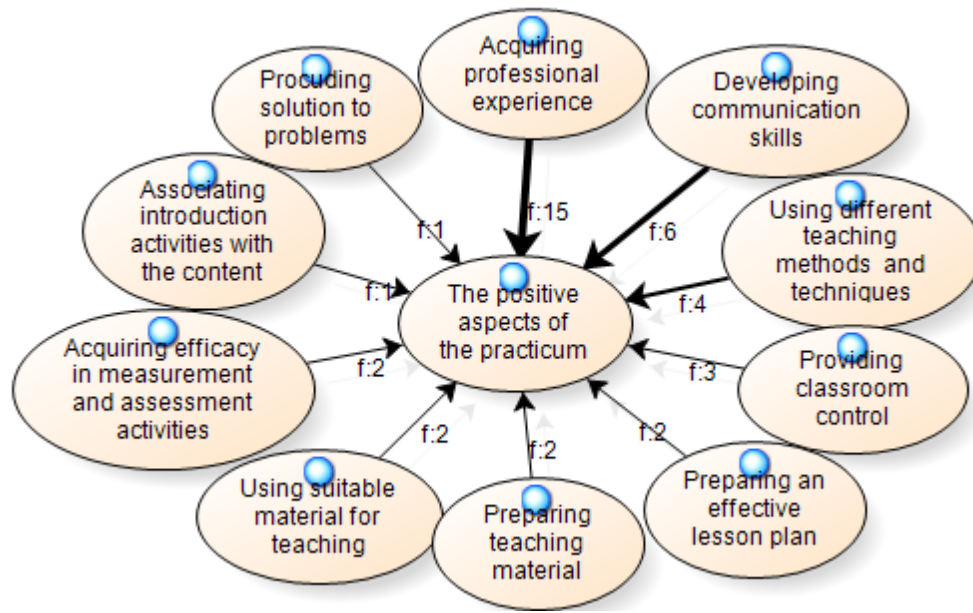 Acquiring
professional
experience
Developing
communication
skills
Using different
teaching
methods and
techniques
Providing
classroom
control
Preparing an
effective
lesson plan
Preparing
teaching
material
Using suitable
material for
teaching
Acquiring efficacy
in measurement
and assessment
activities
Associating
introduction
activities with
the content
Procuding
solution to
problems
The positive
aspects of
the practicum
f:15
f:6
f:4
f:3
f:2
f:2
f:2
f:2
f:1
f:1